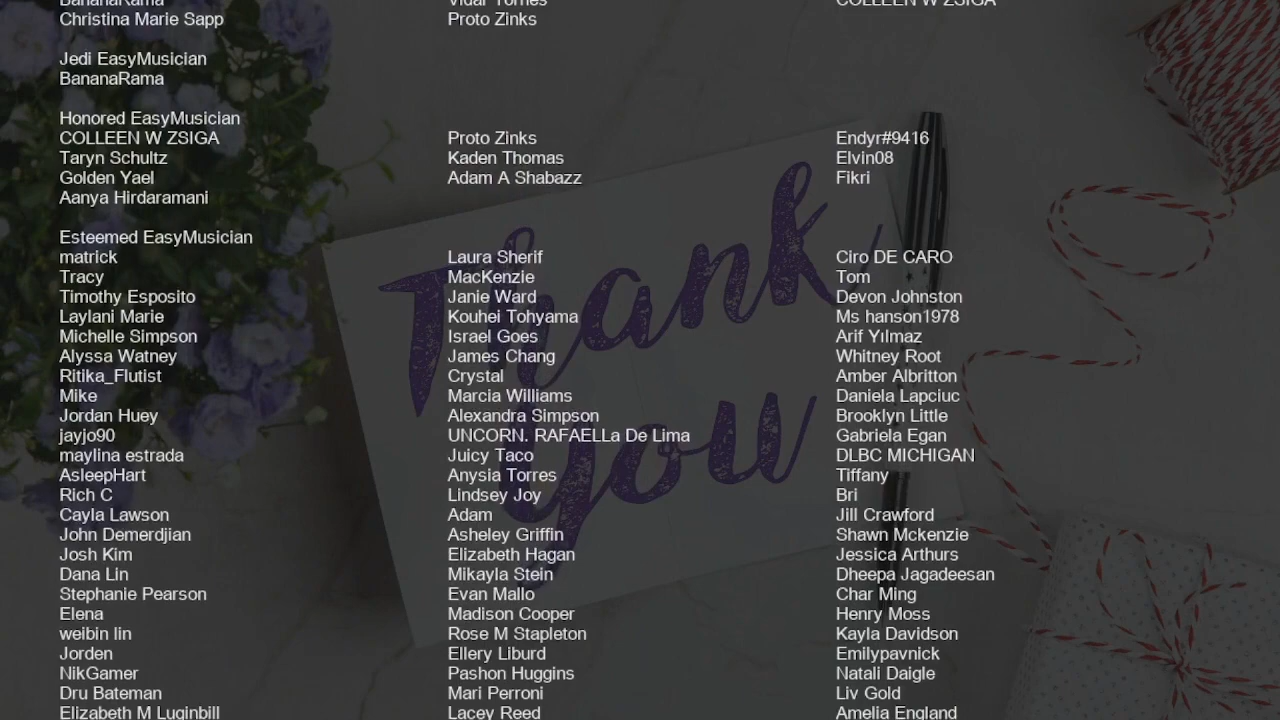 BananaRama Vidal Torres COLLEEN W ZSIGA
Christina Marie Sapp Proto Zinks
Jedi EasyMusician
BananaRama
Honored EasyMusician
COLLEEN W ZSIGA Proto Zinks Endyr#9416
Taryn Schultz Kaden Thomas Elvin08
Golden Yael Adam A Shabazz Fikri
Aanya Hirdaramani
Esteemed EasyMusician
matrick Laura Sherif Ciro DE CARO
Tracy MacKenzie Tom
Timothy Esposito Janie Ward Devon Johnston
Laylani Marie Kouhei Tohyama Ms hanson1978
Michelle Simpson Israel Goes Arif Yılmaz
Alyssa Watney James Chang Whitney Root
Ritika_Flutist Crystal Amber Albritton
Mike Marcia Williams Daniela Lapciuc
Jordan Huey Alexandra Simpson Brooklyn Little
jayjo90 UNCORN. RAFAELLa De Lima Gabriela Egan
maylina estrada Juicy Taco DLBC MICHIGAN
AsleepHart Anysia Torres Tiffany
Rich C Lindsey Joy Bri
Cayla Lawson Adam Jill Crawford
John Demerdjian Asheley Griffin Shawn Mckenzie
Josh Kim Elizabeth Hagan Jessica Arthurs
Dana Lin Mikayla Stein Dheepa Jagadeesan
Stephanie Pearson Evan Mallo Char Ming
Elena Madison Cooper Henry Moss
weibin lin Rose M Stapleton Kayla Davidson
Jorden Ellery Liburd Emilypavnick
NikGamer Pashon Huggins Natali Daigle
Dru Bateman Mari Perroni Liv Gold
Elizabeth M Luginbill Lacey Reed Amelia England
Thank
you